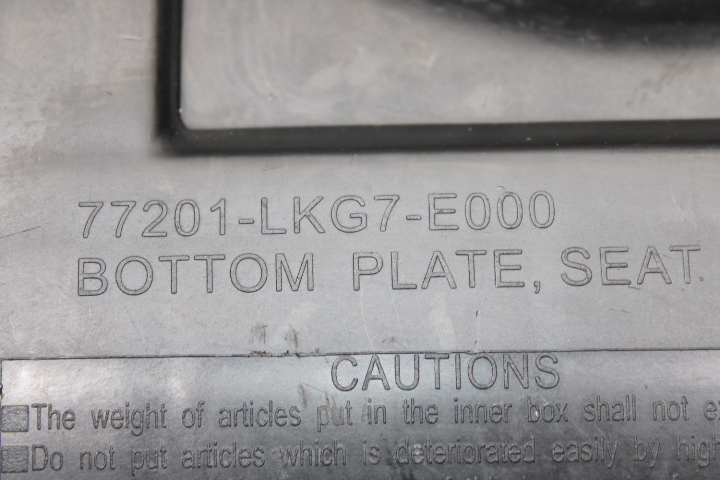 77201-LKG7-E000
BOTTOM PLATE, SEAT
CAUTIONS
The weight of articles put in the inner box shall not
Do not put articles which is deteriorated easily by